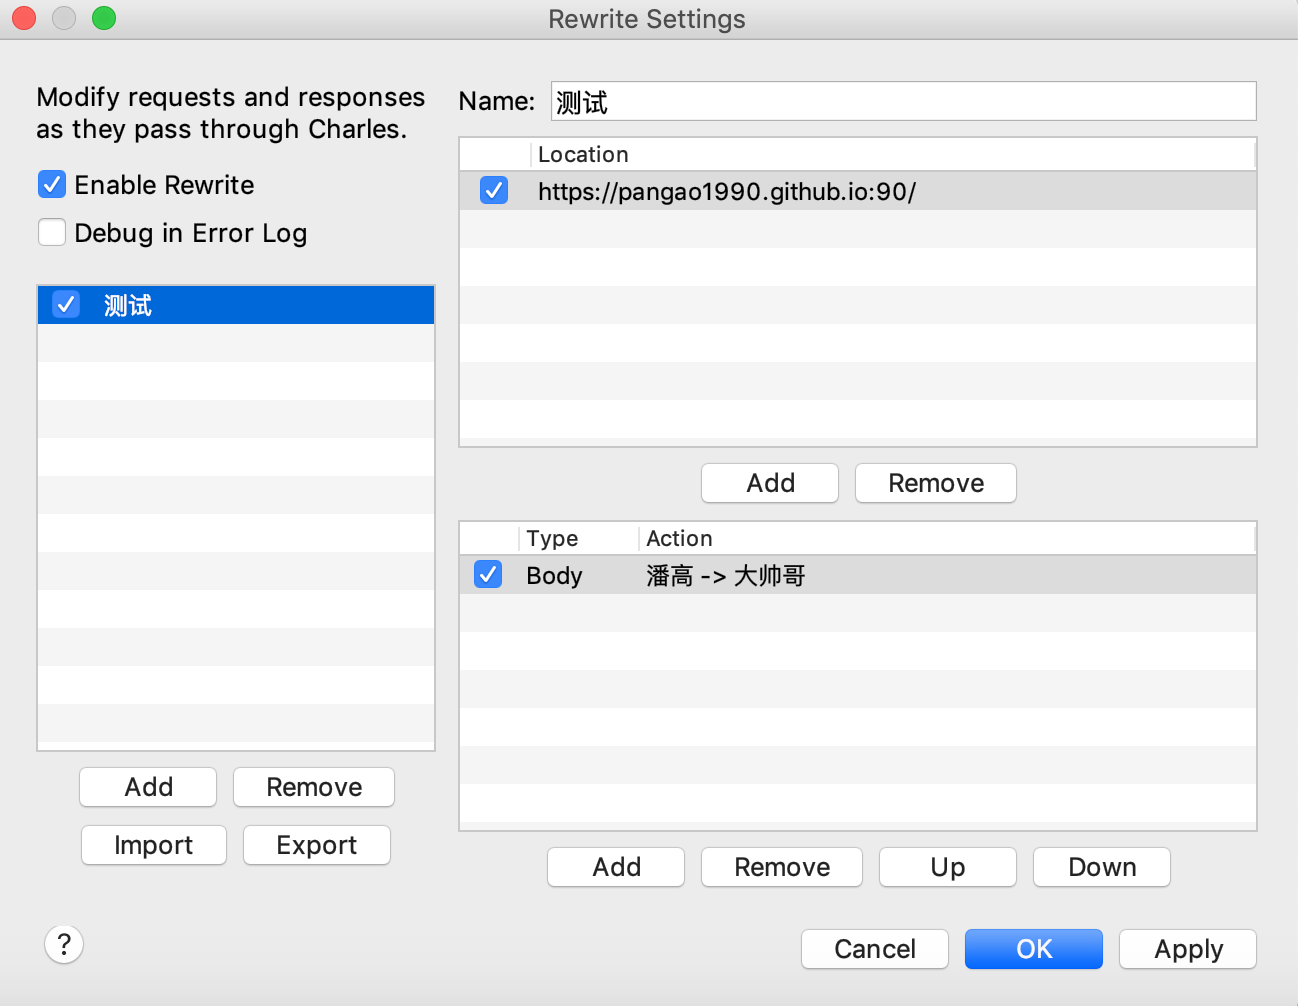 Rewrite Settings
Modify requests and responses
as they pass through Charles.
Enable Rewrite
Debug in Error Log
测试
Add
Remove
Import
Export
Name:
测试
Location
https://pangao1990.github.io:90/
Add
Remove
Type
Action
Body
潘高 -> 大帅哥
Add
Remove
Up
Down
?
Cancel
OK
Apply